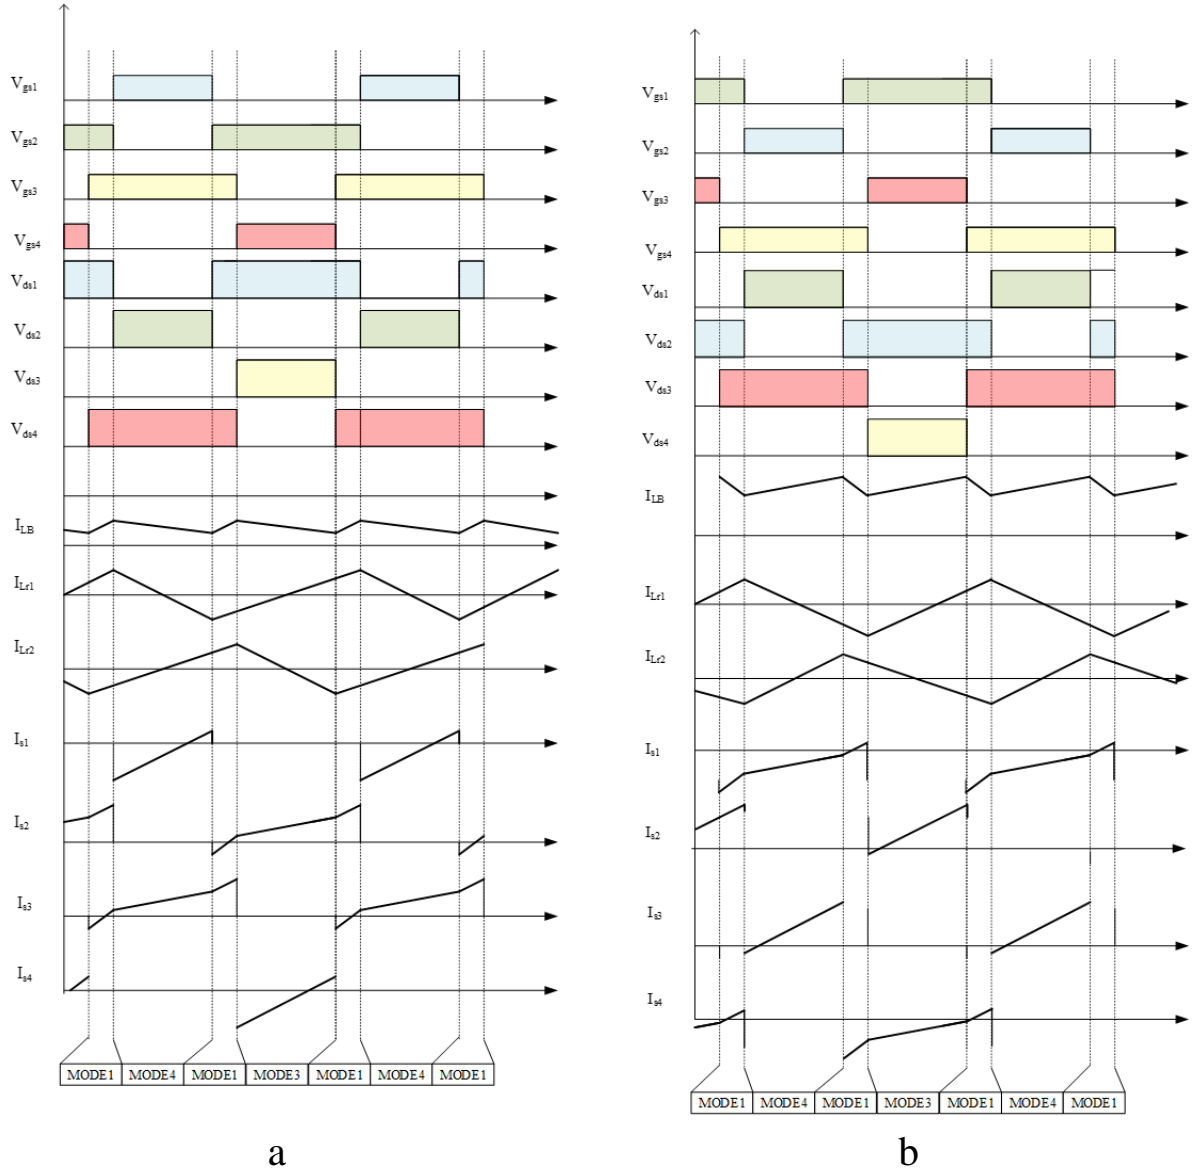 Vgs1
Vgs2
Vgs3
Vgs4
Vds1
Vds2
Vds3
Vds4
ILB
ILr1
ILr2
Is1
Is2
Is3
Is4
MODE1 MODE4 MODE1 MODE3 MODE1 MODE4 MODE1
a
Vgs1
Vgs2
Vgs3
Vgs4
Vds1
Vds2
Vds3
Vds4
ILB
ILr1
ILr2
Is1
Is2
Is3
Is4
MODE1 MODE4 MODE1 MODE3 MODE1 MODE4 MODE1
b